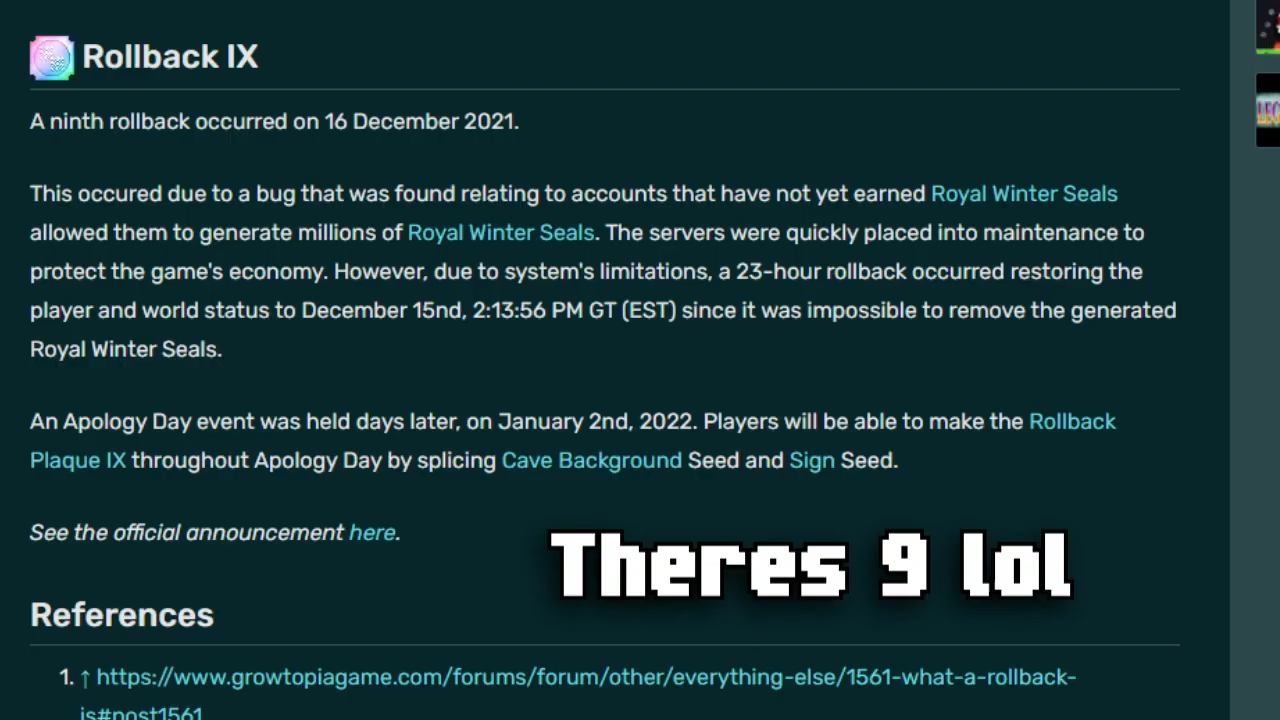 Rollback IX
A ninth rollback occurred on 16 December 2021.
This occured due to a bug that was found relating to accounts that have not yet earned Royal Winter Seals
allowed them to generate millions of Royal Winter Seals. The servers were quickly placed into maintenance to
protect the game's economy. However, due to system's limitations, a 23-hour rollback occurred restoring the
player and world status to December 15nd, 2:13:56 PM GT (EST) since it was impossible to remove the generated
Royal Winter Seals.
An Apology Day event was held days later, on January 2nd, 2022. Players will be able to make the Rollback
Plaque IX throughout Apology Day by splicing Cave Background Seed and Sign Seed.
See the official announcement here.
Theres 9 lol
References
1. ↑ https://www.growtopiagame.com/forums/forum/other/everything-else/1561-what-a-rollback-
is#post1561